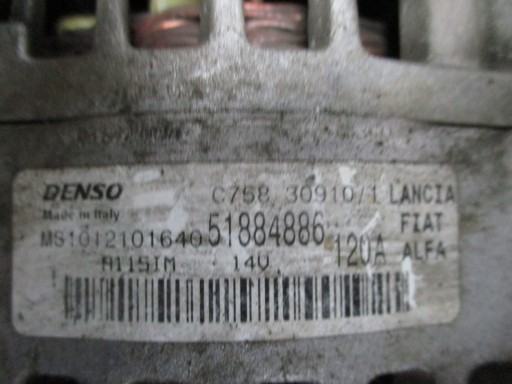 DENSO C758 30910/1 LANCIA
Made in Italy FIAT
MS1012101640 51884886 120A ALFA
A115IM 14V